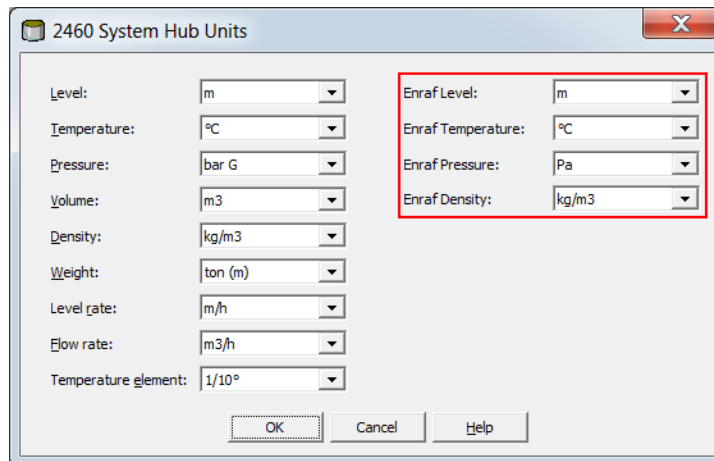 2460 System Hub Units
X
Level: m
Temperature: °C
Pressure: bar G
Volume: m3
Density: kg/m3
Weight: ton (m)
Level rate: m/h
Flow rate: m3/h
Temperature element: 1/10°
Enraf Level: m
Enraf Temperature: °C
Enraf Pressure: Pa
Enraf Density: kg/m3
OK Cancel Help